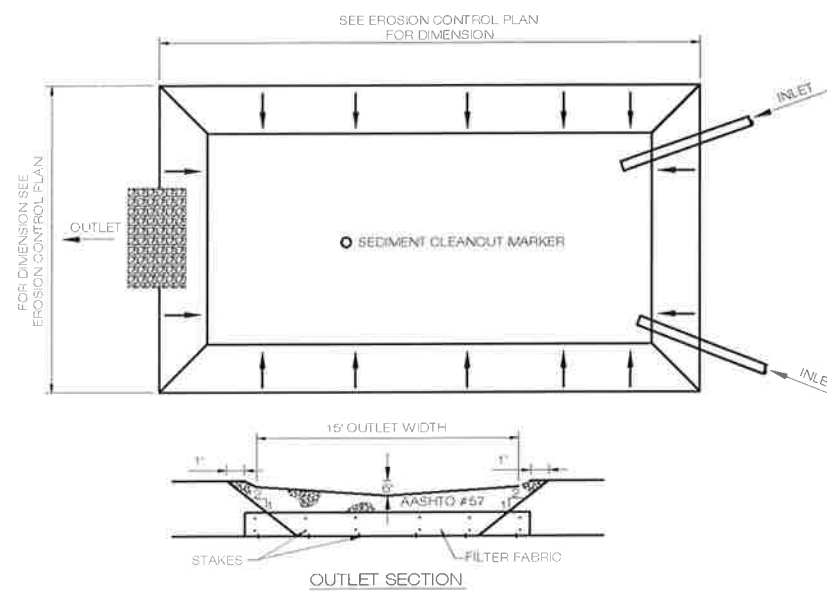 SEE EROSION CONTROL PLAN
FOR DIMENSION
INLET
FOR DIMENSION SEE
EROSION CONTROL PLAN
OUTLET
SEDIMENT CLEANOUT MARKER
INLET
15' OUTLET WIDTH
1'
1'
6"
2
1
AASHTO #57
2
1
STAKES
FILTER FABRIC
OUTLET SECTION